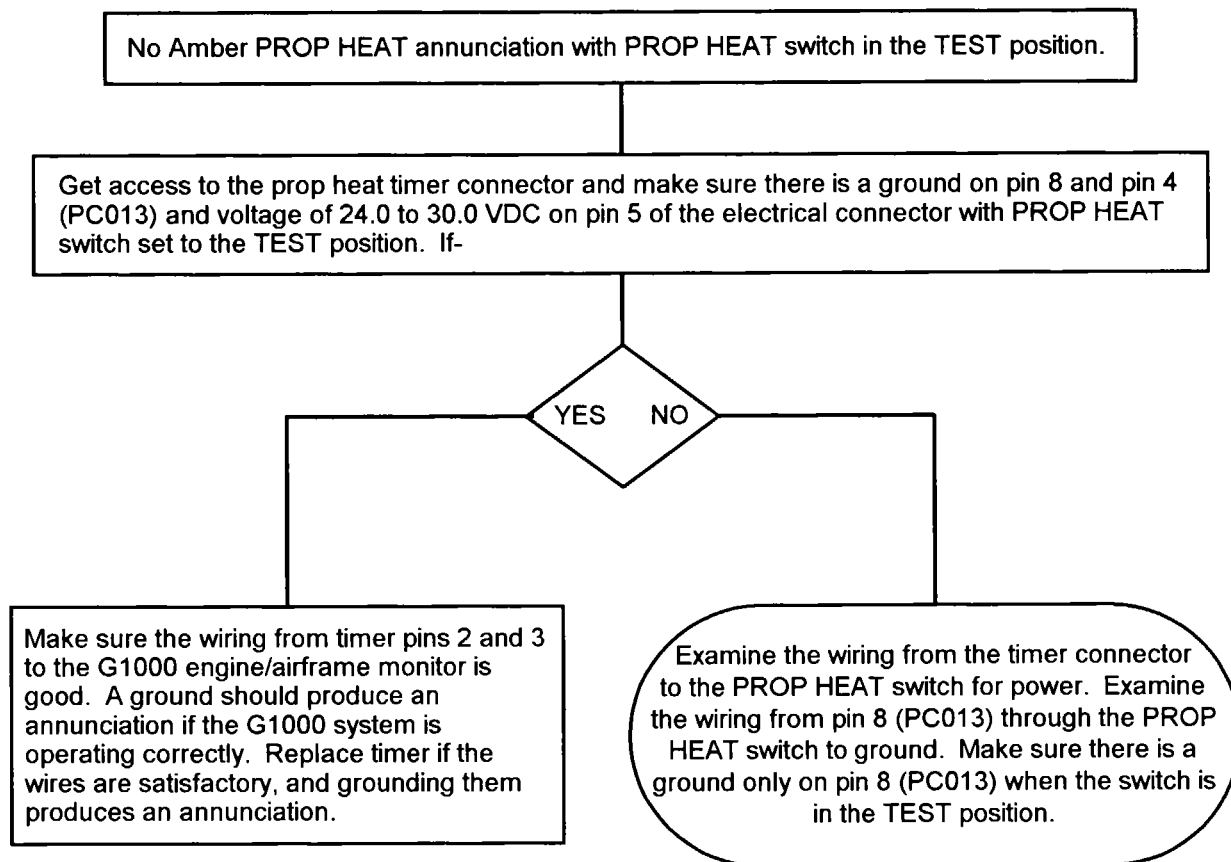 No Amber PROP HEAT annunciation with PROP HEAT switch in the TEST position.
Get access to the prop heat timer connector and make sure there is a ground on pin 8 and pin 4
(PC013) and voltage of 24.0 to 30.0 VDC on pin 5 of the electrical connector with PROP HEAT
switch set to the TEST position.  If-
YES NO
Make sure the wiring from timer pins 2 and 3
to the G1000 engine/airframe monitor is
good.  A ground should produce an
annunciation if the G1000 system is
operating correctly.  Replace timer if the
wires are satisfactory, and grounding them
produces an annunciation.
Examine the wiring from the timer connector
to the PROP HEAT switch for power.  Examine
the wiring from pin 8 (PC013) through the PROP
HEAT switch to ground.  Make sure there is a
ground only on pin 8 (PC013) when the switch is
in the TEST position.